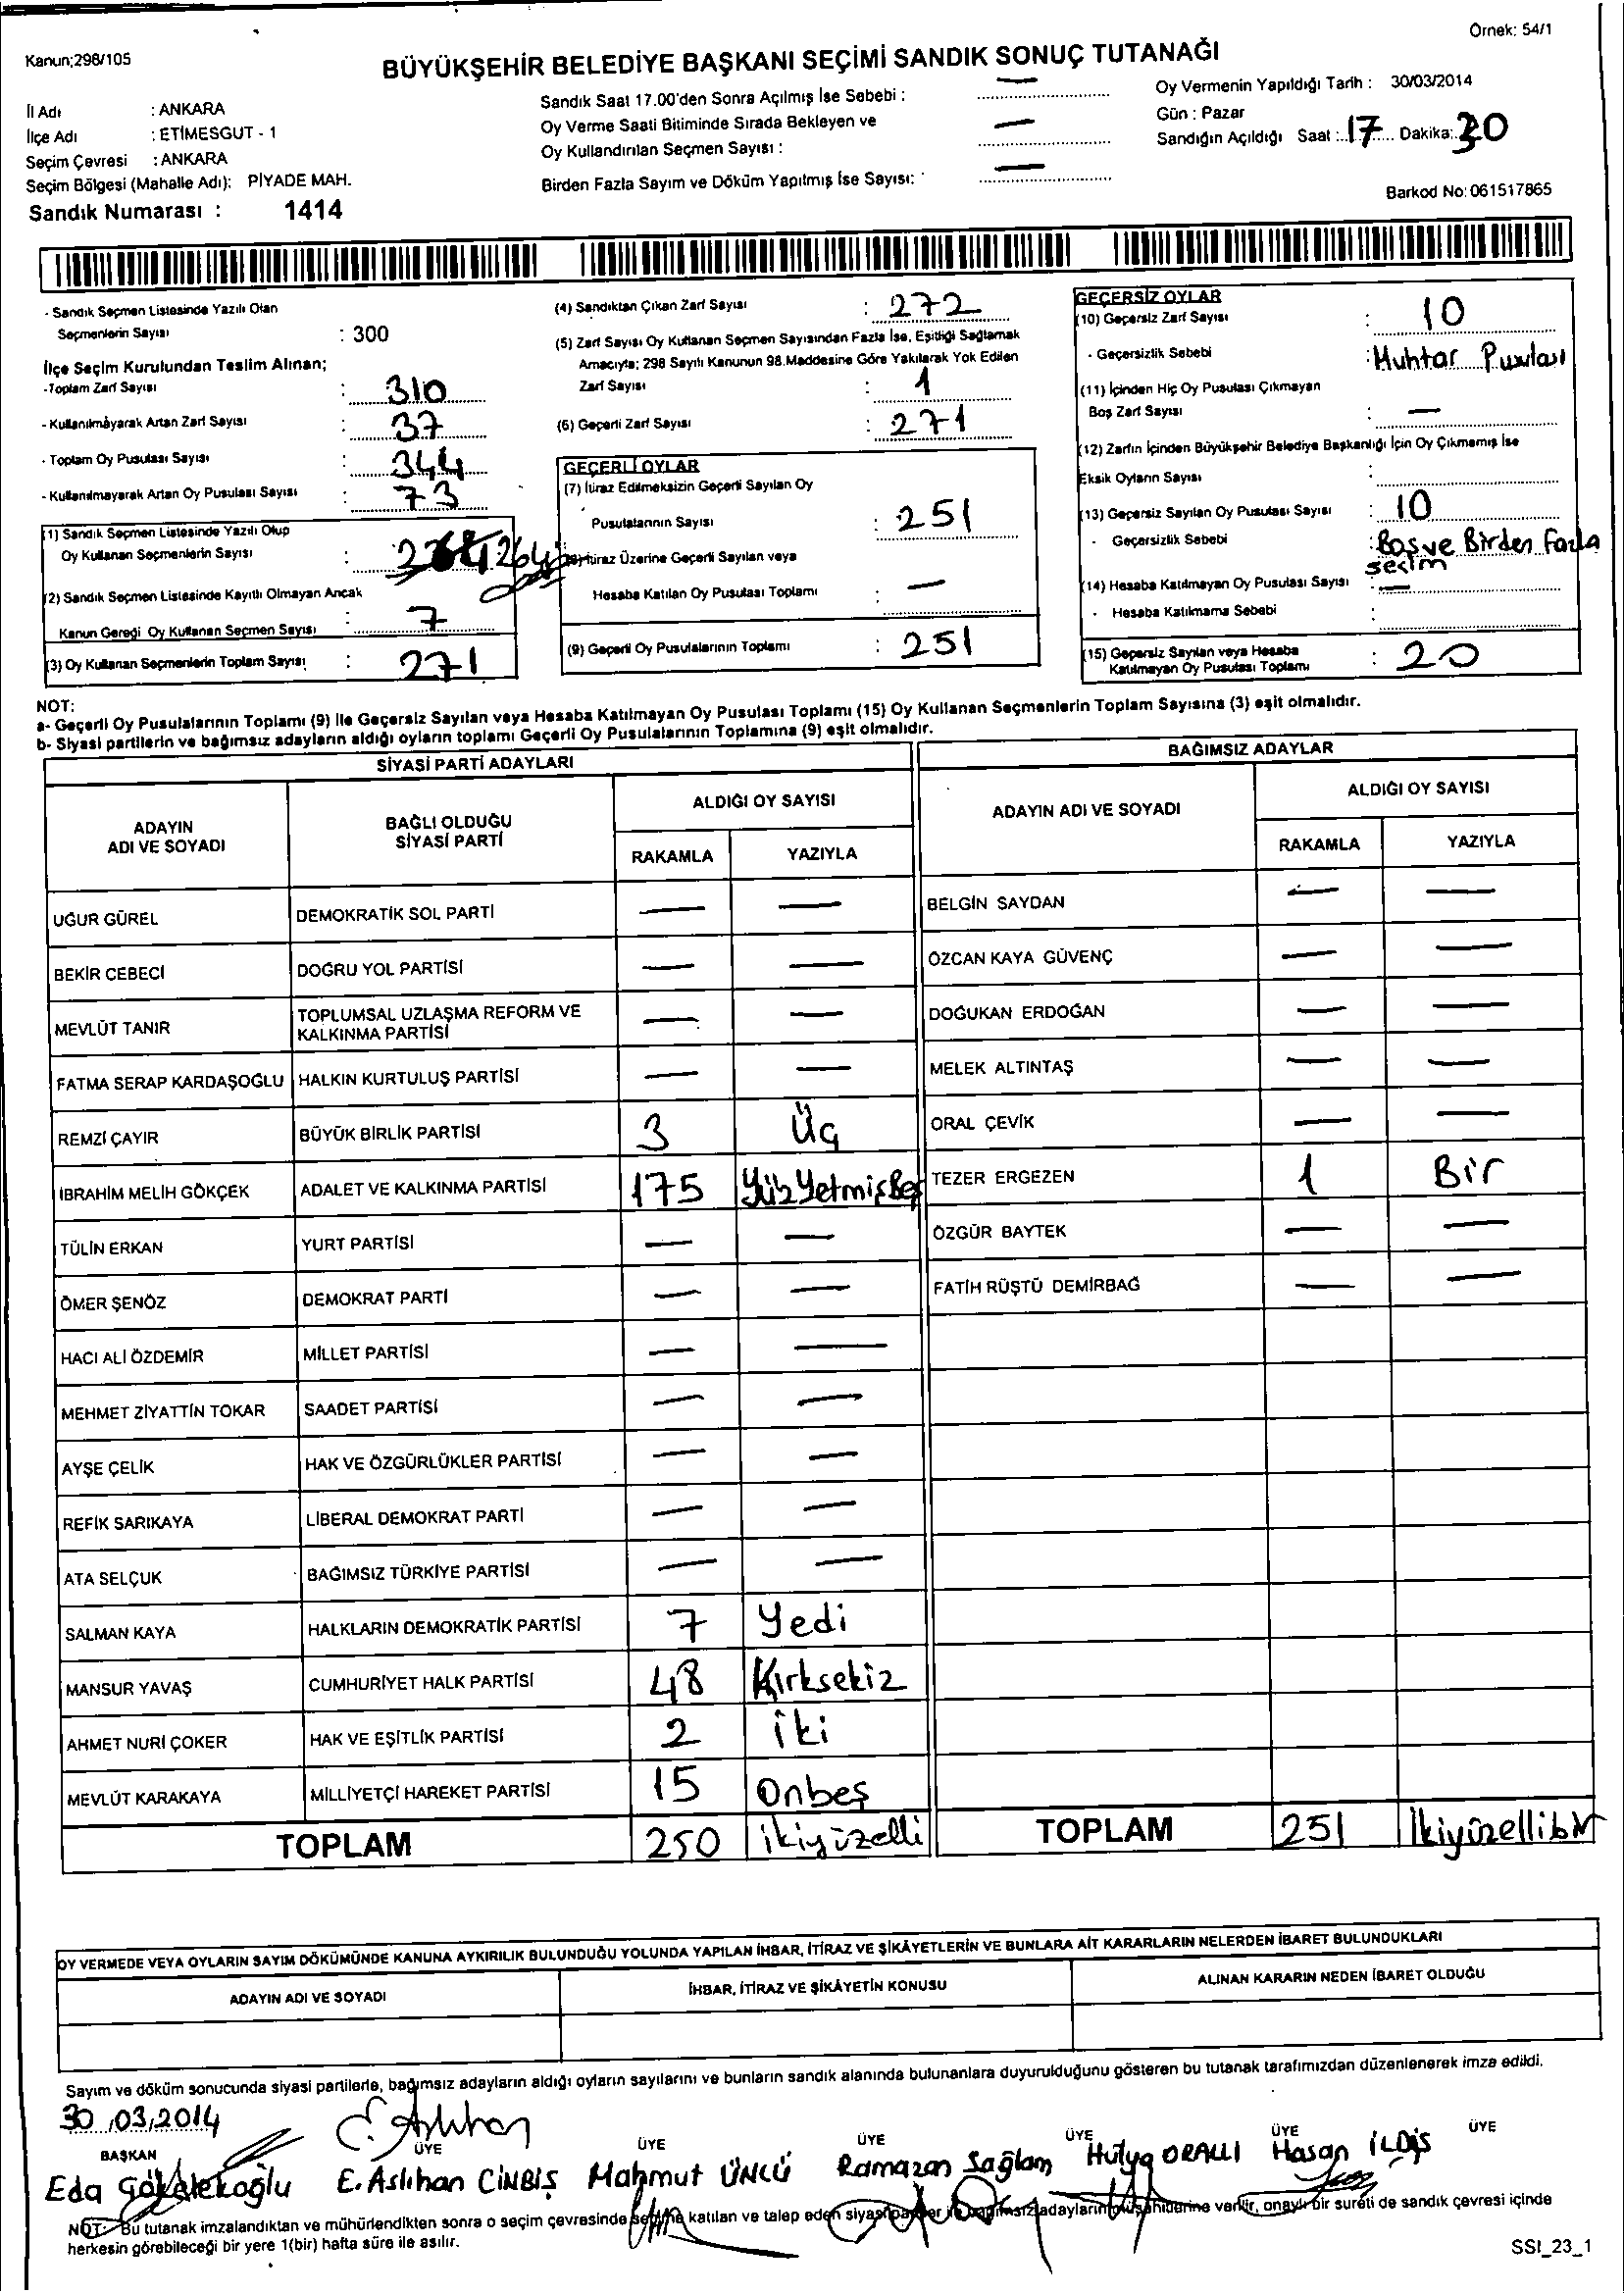 Örnek: 54/1
Kanun;298/105
BÜYÜKŞEHİR BELEDİYE BAŞKANI SEÇİMİ SANDIK SONUÇ TUTANAĞI
İl Adı : ANKARA
İlçe Adı : ETİMESGUT - 1
Seçim Çevresi : ANKARA
Seçim Bölgesi (Mahalle Adı): PİYADE MAH.
Sandık Numarası : 1414
Sandık Saat 17.00'den Sonra Açılmış İse Sebebi : —
Oy Verme Saati Bitiminde Sırada Bekleyen ve
Oy Kullandırılan Seçmen Sayısı : —
Birden Fazla Sayım ve Döküm Yapılmış İse Sayısı: —
Oy Vermenin Yapıldığı Tarih : 30/03/2014
Gün : Pazar
Sandığın Açıldığı Saat : 17 Dakika: 30
Barkod No: 061517865
- Sandık Seçmen Listesinde Yazılı Olan
Seçmenlerin Sayısı : 300
İlçe Seçim Kurulundan Teslim Alınan;
-Toplam Zarf Sayısı : 310
- Kullanılmayarak Artan Zarf Sayısı : 37
- Toplam Oy Pusulası Sayısı : 344
- Kullanılmayarak Artan Oy Pusulası Sayısı : 73
(1) Sandık Seçmen Listesinde Yazılı Olup
Oy Kullanan Seçmenlerin Sayısı : 264
(2) Sandık Seçmen Listesinde Kayıtlı Olmayan Ancak
Kanun Gereği Oy Kullanan Seçmen Sayısı : 7
(3) Oy Kullanan Seçmenlerin Toplam Sayısı : 271
(4) Sandıktan Çıkan Zarf Sayısı : 272
(5) Zarf Sayısı Oy Kullanan Seçmen Sayısından Fazla İse, Eşitliği Sağlamak
Amacıyla; 298 Sayılı Kanunun 98.Maddesine Göre Yakılarak Yok Edilen
Zarf Sayısı : 1
(6) Geçerli Zarf Sayısı : 271
GEÇERLİ OYLAR
(7) İtiraz Edilmeksizin Geçerli Sayılan Oy
Pusulalarının Sayısı : 251
(8) İtiraz Üzerine Geçerli Sayılan veya
Hesaba Katılan Oy Pusulası Toplamı : —
(9) Geçerli Oy Pusulalarının Toplamı : 251
GEÇERSİZ OYLAR
(10) Geçersiz Zarf Sayısı : 10
- Geçersizlik Sebebi : Muhtar Pusulası
(11) İçinden Hiç Oy Pusulası Çıkmayan
Boş Zarf Sayısı : —
(12) Zarfın İçinden Büyükşehir Belediye Başkanlığı İçin Oy Çıkmamış İse
Eksik Oyların Sayısı :
(13) Geçersiz Sayılan Oy Pusulası Sayısı : 10
- Geçersizlik Sebebi : Boş ve Birden Fazla
seçim
(14) Hesaba Katılmayan Oy Pusulası Sayısı : —
- Hesaba Katılmama Sebebi :
(15) Geçersiz Sayılan veya Hesaba
Katılmayan Oy Pusulası Toplamı : 20
NOT:
a- Geçerli Oy Pusulalarının Toplamı (9) ile Geçersiz Sayılan veya Hesaba Katılmayan Oy Pusulası Toplamı (15) Oy Kullanan Seçmenlerin Toplam Sayısına (3) eşit olmalıdır.
b- Siyasi partilerin ve bağımsız adayların aldığı oyların toplamı Geçerli Oy Pusulalarının Toplamına (9) eşit olmalıdır.
SİYASİ PARTİ ADAYLARI
ADAYIN ADI VE SOYADI BAĞLI OLDUĞU SİYASİ PARTİ ALDIĞI OY SAYISI
RAKAMLA YAZIYLA
UĞUR GÜREL DEMOKRATİK SOL PARTİ — —
BEKİR CEBECİ DOĞRU YOL PARTİSİ — —
MEVLÜT TANIR TOPLUMSAL UZLAŞMA REFORM VE KALKINMA PARTİSİ — —
FATMA SERAP KARDAŞOĞLU HALKIN KURTULUŞ PARTİSİ — —
REMZİ ÇAYIR BÜYÜK BİRLİK PARTİSİ 3 Üç
İBRAHİM MELİH GÖKÇEK ADALET VE KALKINMA PARTİSİ 175 YüzYetmişBeş
TÜLİN ERKAN YURT PARTİSİ — —
ÖMER ŞENÖZ DEMOKRAT PARTİ — —
HACI ALİ ÖZDEMİR MİLLET PARTİSİ — —
MEHMET ZİYATTİN TOKAR SAADET PARTİSİ — —
AYŞE ÇELİK HAK VE ÖZGÜRLÜKLER PARTİSİ — —
REFİK SARIKAYA LİBERAL DEMOKRAT PARTİ — —
ATA SELÇUK BAĞIMSIZ TÜRKİYE PARTİSİ — —
SALMAN KAYA HALKLARIN DEMOKRATİK PARTİSİ 7 Yedi
MANSUR YAVAŞ CUMHURİYET HALK PARTİSİ 48 Kırksekiz
AHMET NURİ ÇOKER HAK VE EŞİTLİK PARTİSİ 2 iki
MEVLÜT KARAKAYA MİLLİYETÇİ HAREKET PARTİSİ 15 Onbeş
TOPLAM 250 ikiyüzelli
BAĞIMSIZ ADAYLAR
ADAYIN ADI VE SOYADI ALDIĞI OY SAYISI
RAKAMLA YAZIYLA
BELGİN SAYDAN — —
ÖZCAN KAYA GÜVENÇ — —
DOĞUKAN ERDOĞAN — —
MELEK ALTINTAŞ — —
ORAL ÇEVİK — —
TEZER ERGEZEN 1 Bir
ÖZGÜR BAYTEK — —
FATİH RÜŞTÜ DEMİRBAĞ — —
TOPLAM 251 İkiyüzellibir
OY VERMEDE VEYA OYLARIN SAYIM DÖKÜMÜNDE KANUNA AYKIRILIK BULUNDUĞU YOLUNDA YAPILAN İHBAR, İTİRAZ VE ŞİKÂYETLERİN VE BUNLARA AİT KARARLARIN NELERDEN İBARET BULUNDUKLARI
ADAYIN ADI VE SOYADI İHBAR, İTİRAZ VE ŞİKÂYETİN KONUSU ALINAN KARARIN NEDEN İBARET OLDUĞU
Sayım ve döküm sonucunda siyasi partilerle, bağımsız adayların aldığı oyların sayılarını ve bunların sandık alanında bulunanlara duyurulduğunu gösteren bu tutanak tarafımızdan düzenlenerek imza edildi.
30.03.2014
BAŞKAN ÜYE ÜYE ÜYE ÜYE ÜYE ÜYE
E. Aslıhan CİNBİŞ Mahmut ÜNLÜ Ramazan Sağlam Hülya ORALLI Hasan
NOT: Bu tutanak imzalandıktan ve mühürlendikten sonra o seçim çevresinde seçime katılan ve talep eden siyasi partiler ile bağımsız adayların müşahitlerine verilir, onaylı bir sureti de sandık çevresi içinde
herkesin görebileceği bir yere 1(bir) hafta süre ile asılır.
SSI_23_1